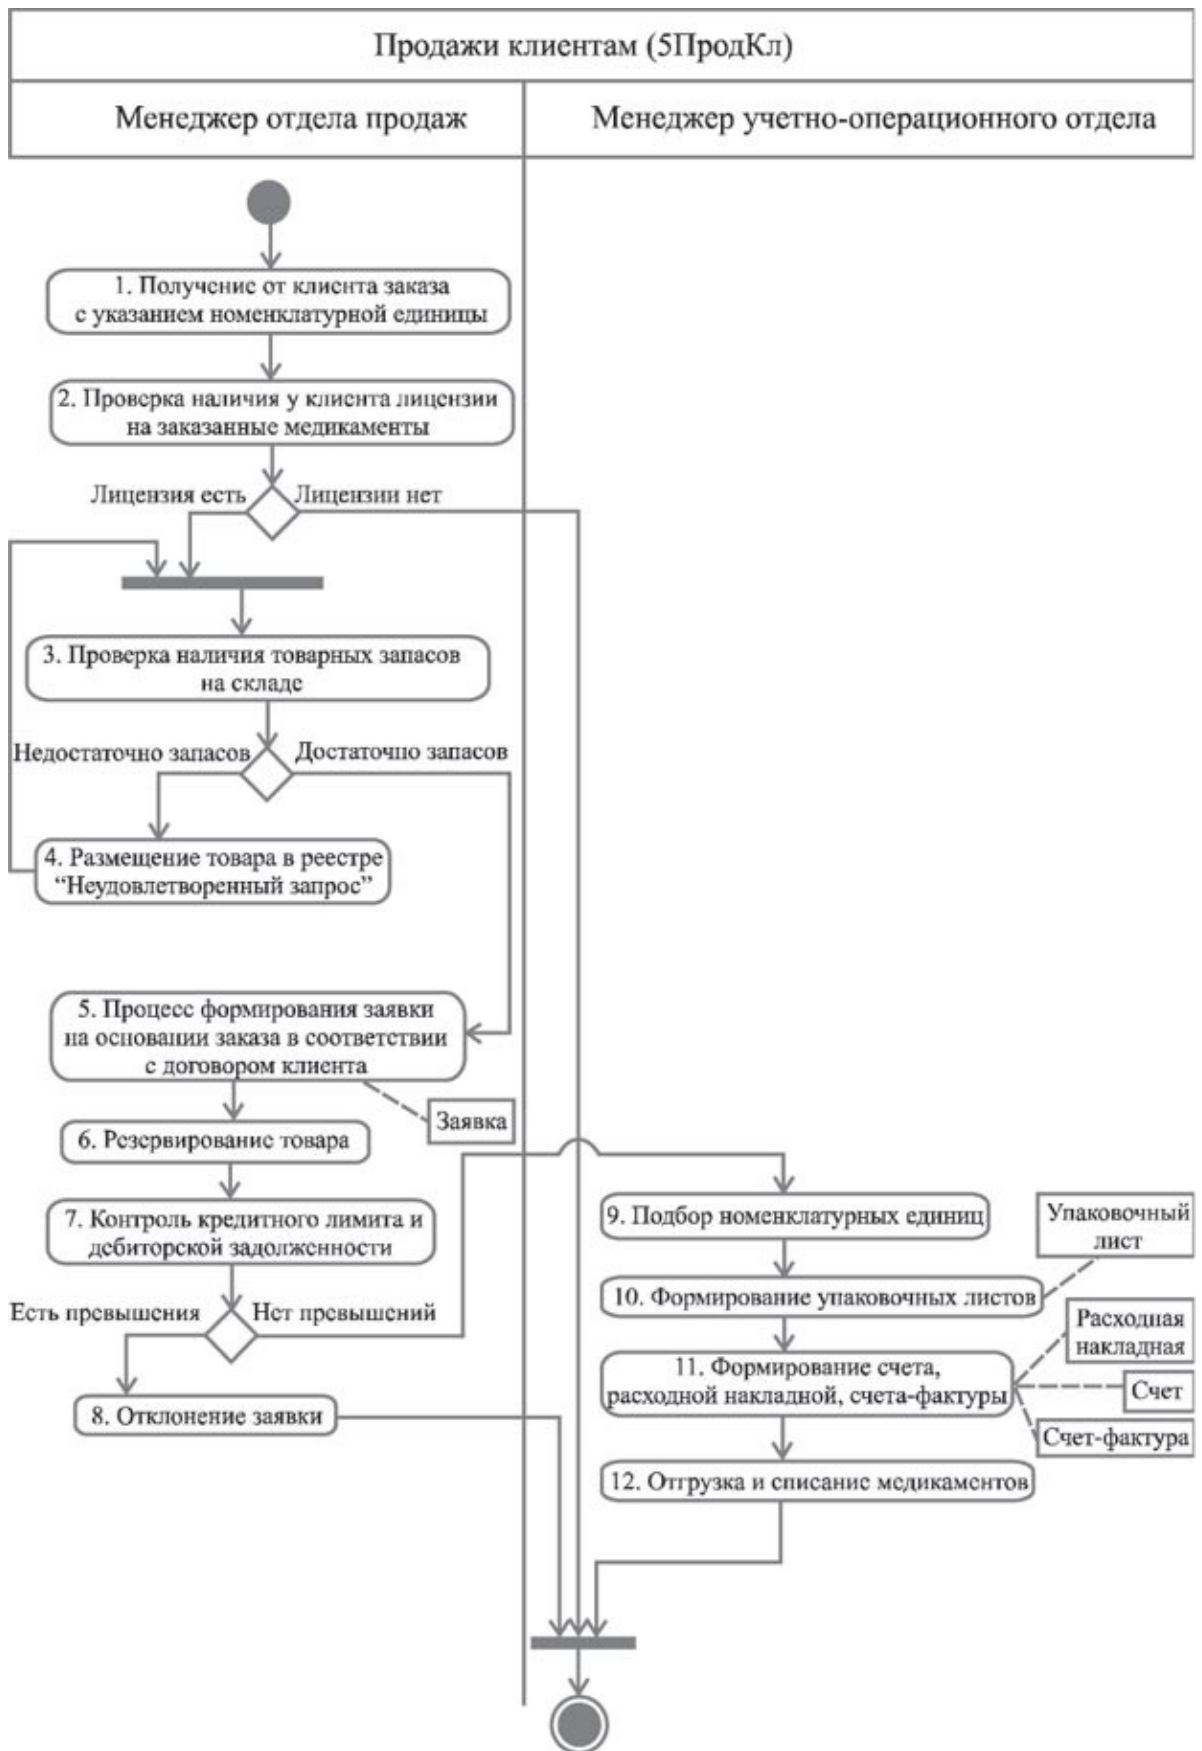 Продажи клиентам (5ПродКл)
Менеджер отдела продаж
Менеджер учетно-операционного отдела
1. Получение от клиента заказа
с указанием номенклатурной единицы
2. Проверка наличия у клиента лицензии
на заказанные медикаменты
Лицензия есть
Лицензии нет
3. Проверка наличия товарных запасов
на складе
Недостаточно запасов
Достаточно запасов
4. Размещение товара в реестре
“Неудовлетворенный запрос”
5. Процесс формирования заявки
на основании заказа в соответствии
с договором клиента
Заявка
6. Резервирование товара
7. Контроль кредитного лимита и
дебиторской задолженности
Есть превышения
Нет превышений
8. Отклонение заявки
9. Подбор номенклатурных единиц
Упаковочный
лист
10. Формирование упаковочных листов
Расходная
накладная
11. Формирование счета,
расходной накладной, счета-фактуры
Счет
Счет-фактура
12. Отгрузка и списание медикаментов